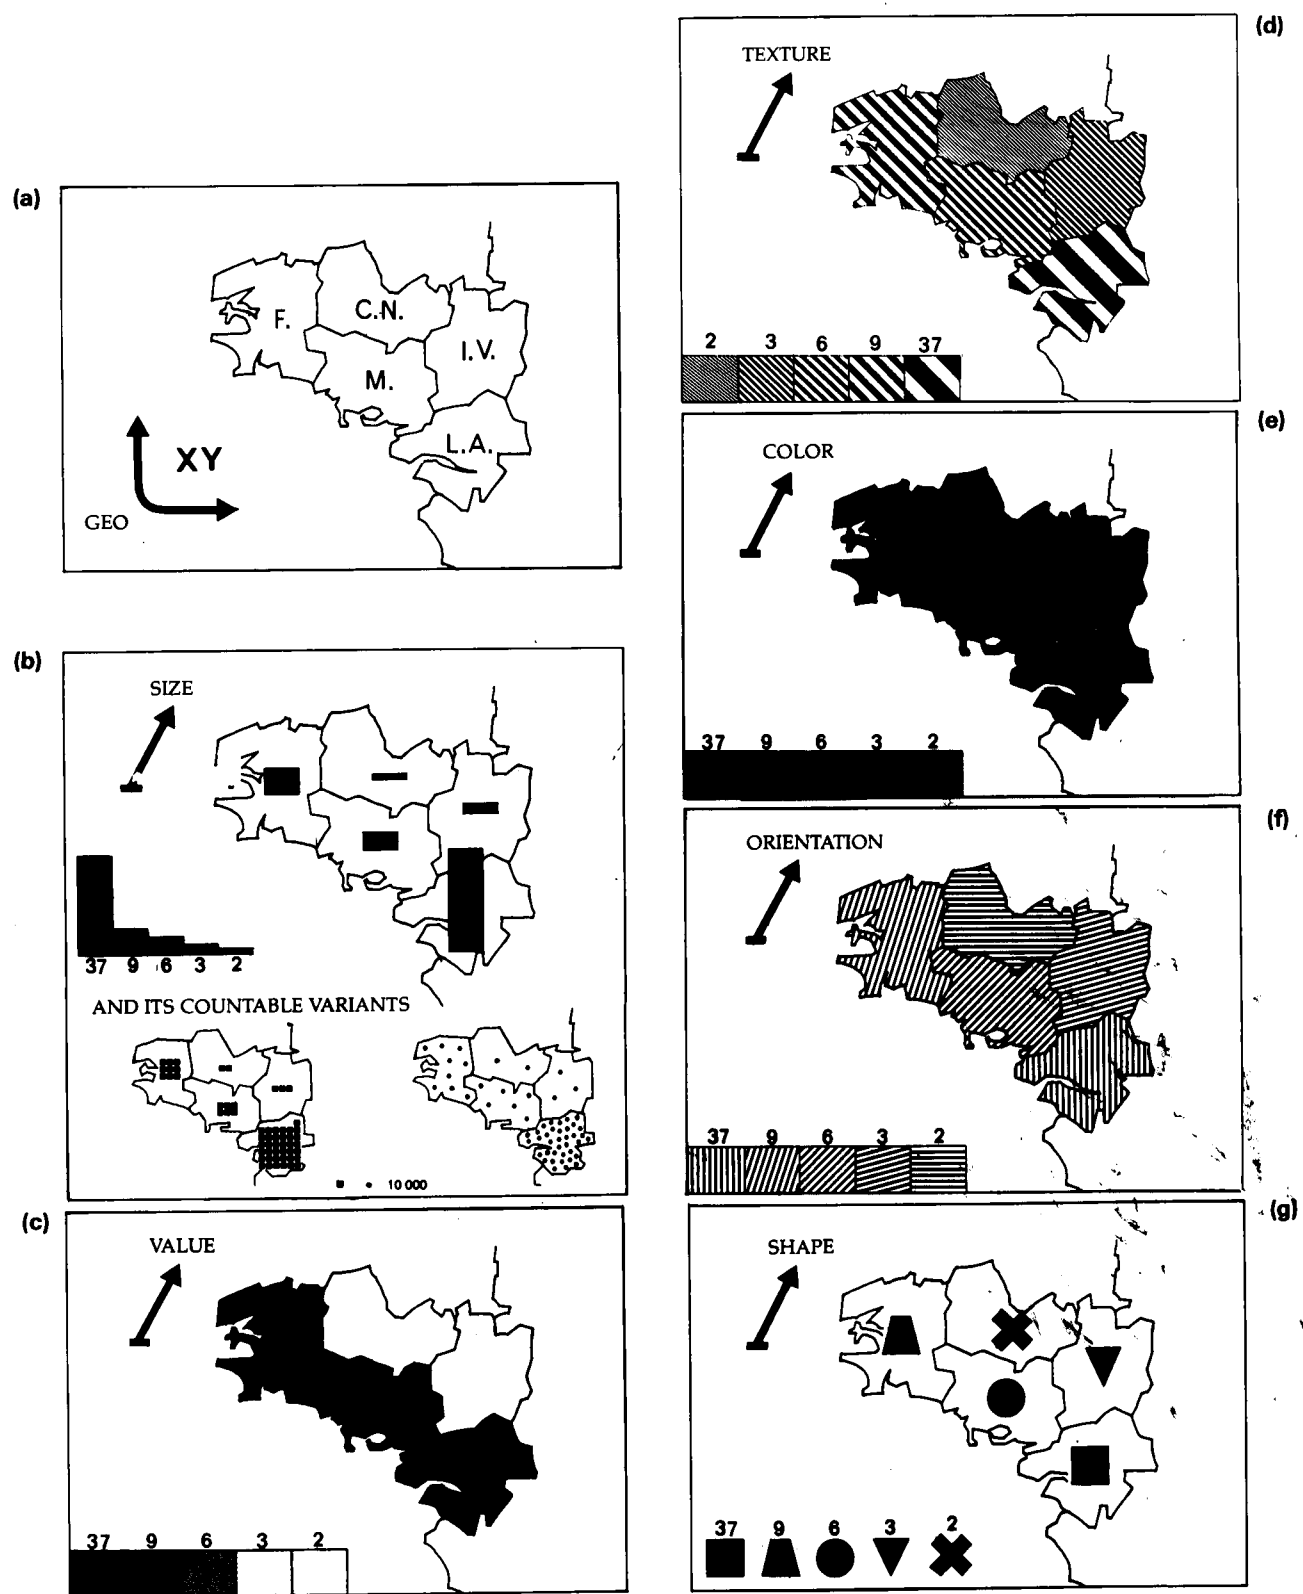 (a)
F.
C.N.
I.V.
M.
L.A.
XY
GEO
(b)
SIZE
37 9 6 3 2
AND ITS COUNTABLE VARIANTS
10 000
(c)
VALUE
37 9 6 3 2
(d)
TEXTURE
2 3 6 9 37
(e)
COLOR
37 9 6 3 2
(f)
ORIENTATION
37 9 6 3 2
(g)
SHAPE
37 9 6 3 2